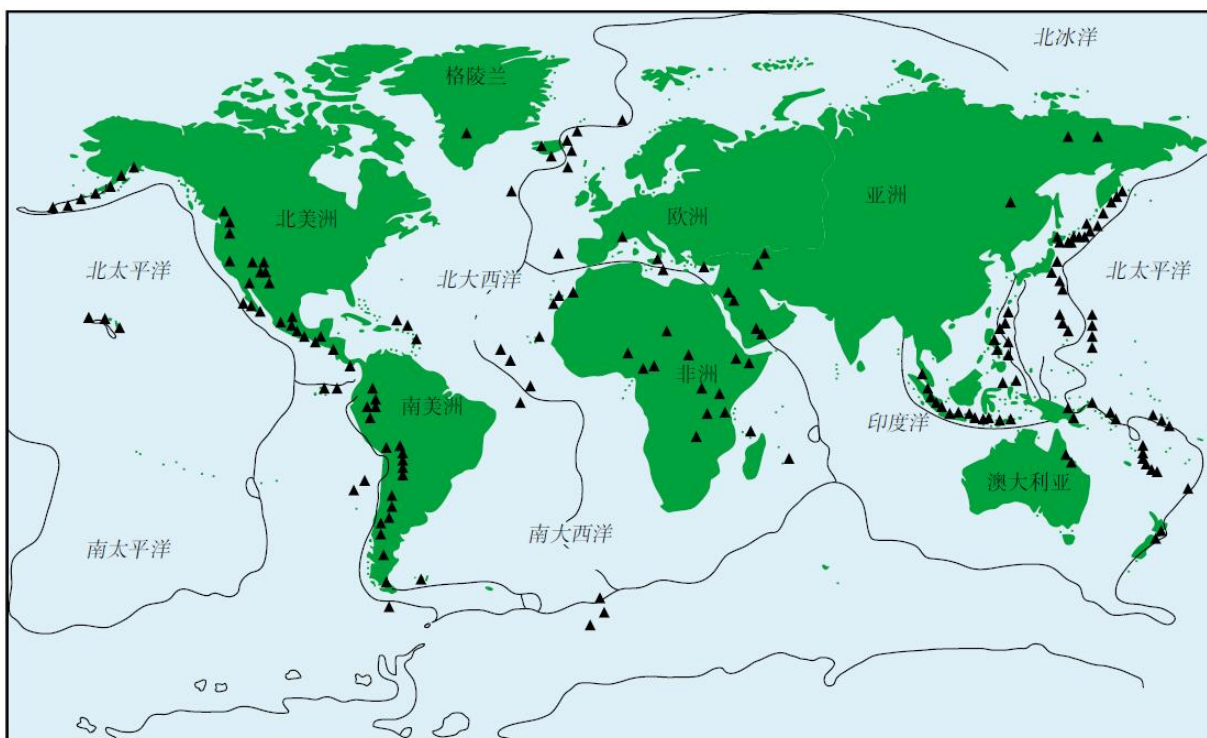 北冰洋
格陵兰
北美洲
欧洲
亚洲
北太平洋
北大西洋
北太平洋
非洲
南美洲
印度洋
澳大利亚
南太平洋
南大西洋